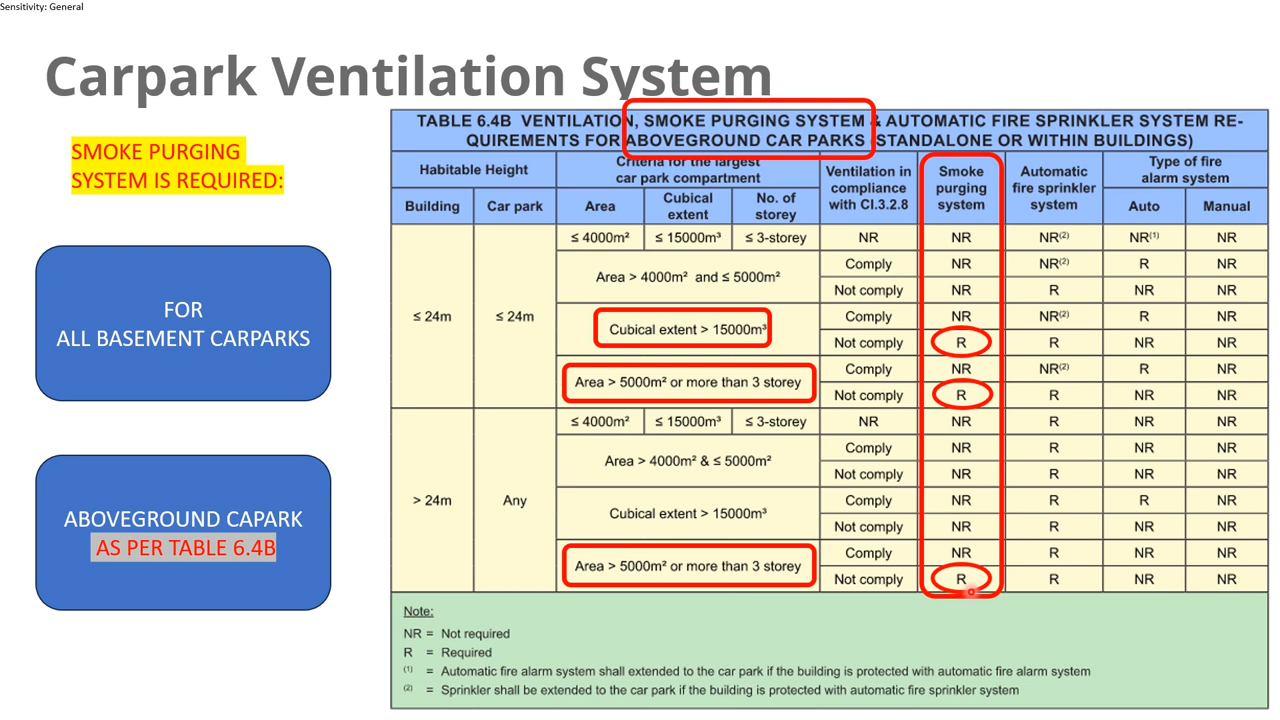 Sensitivity: General
Carpark Ventilation System
SMOKE PURGING
SYSTEM IS REQUIRED:
FOR
ALL BASEMENT CARPARKS
ABOVEGROUND CAPARK
AS PER TABLE 6.4B
TABLE 6.4B VENTILATION, SMOKE PURGING SYSTEM & AUTOMATIC FIRE SPRINKLER SYSTEM RE-
QUIREMENTS FOR ABOVEGROUND CAR PARKS (STANDALONE OR WITHIN BUILDINGS)
Habitable Height
Criteria for the largest
car park compartment
Ventilation in
compliance
with Cl.3.2.8
Smoke
purging
system
Automatic
fire sprinkler
system
Type of fire
alarm system
Building Car park Area Cubical
extent
No. of
storey
Auto Manual
≤ 24m ≤ 24m
≤ 4000m² ≤ 15000m³ ≤ 3-storey NR NR NR(2) NR(1) NR
Area > 4000m² and ≤ 5000m²
Comply NR NR(2) R NR
Not comply NR R NR NR
Cubical extent > 15000m³
Comply NR NR(2) R NR
Not comply R R NR NR
Area > 5000m² or more than 3 storey
Comply NR NR(2) R NR
Not comply R R NR NR
> 24m Any
≤ 4000m² ≤ 15000m³ ≤ 3-storey NR NR R NR NR
Area > 4000m² & ≤ 5000m²
Comply NR R NR NR
Not comply NR R NR NR
Cubical extent > 15000m³
Comply NR R R NR
Not comply NR R NR NR
Area > 5000m² or more than 3 storey
Comply NR R NR NR
Not comply R R NR NR
Note:
NR = Not required
R = Required
(1) = Automatic fire alarm system shall extended to the car park if the building is protected with automatic fire alarm system
(2) = Sprinkler shall be extended to the car park if the building is protected with automatic fire sprinkler system